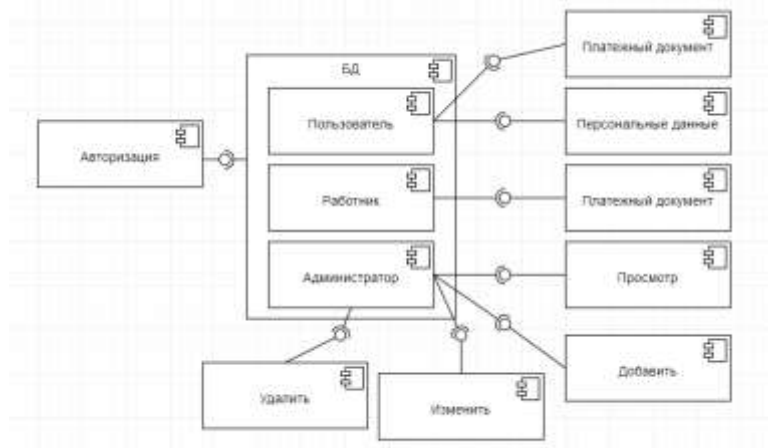 Платежный документ
БД
Пользователь
Персональные данные
Авторизация
Работник
Платежный документ
Администратор
Просмотр
Добавить
Удалить
Изменить